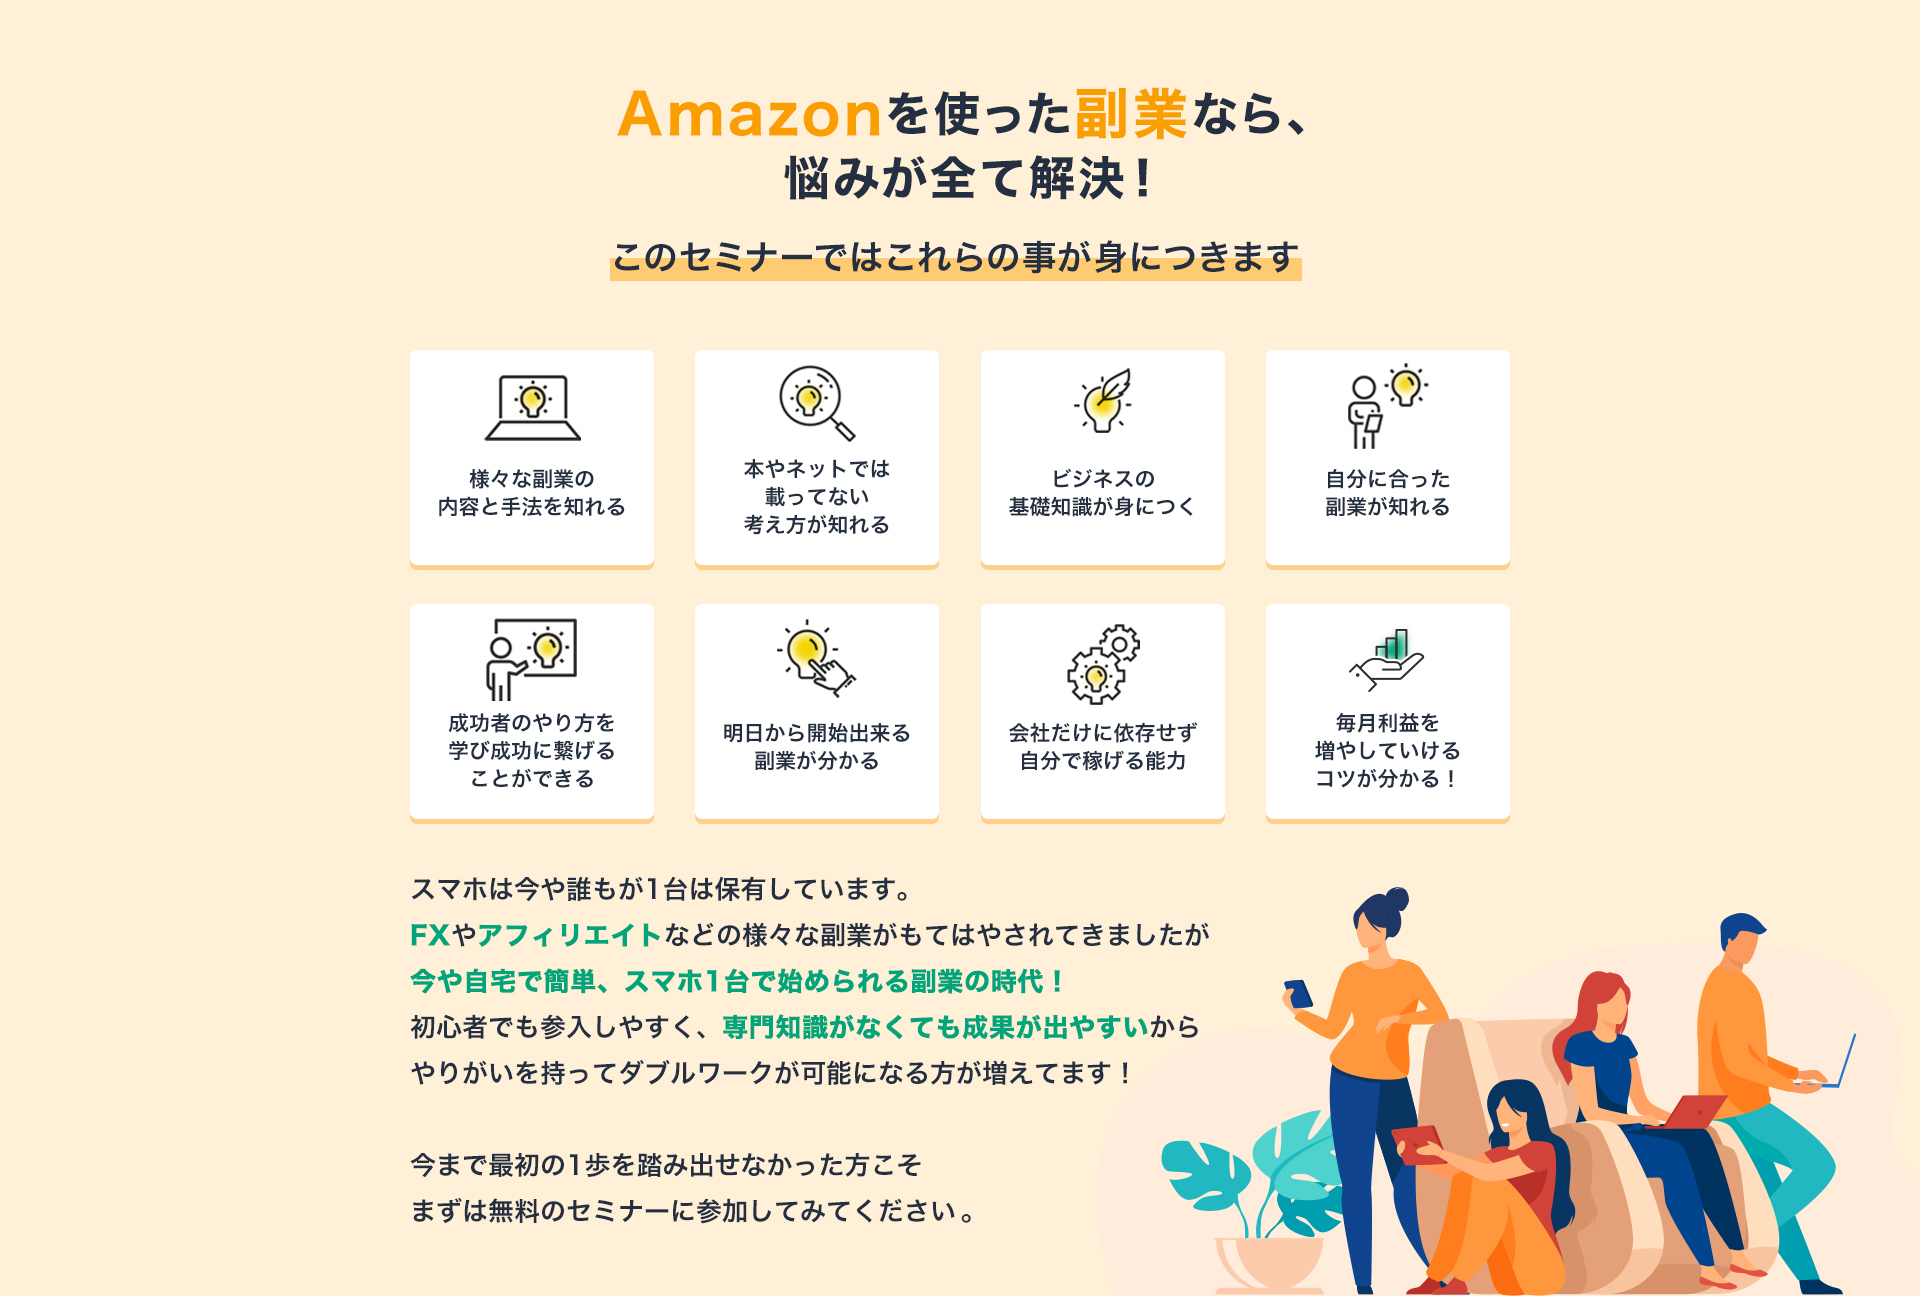 Amazonを使った副業なら、
悩みが全て解決！
このセミナーではこれらの事が身につきます
様々な副業の
内容と手法を知れる
本やネットでは
載ってない
考え方が知れる
ビジネスの
基礎知識が身につく
自分に合った
副業が知れる
成功者のやり方を
学び成功に繋げる
ことができる
明日から開始出来る
副業が分かる
会社だけに依存せず
自分で稼げる能力
毎月利益を
増やしていける
コツが分かる！
スマホは今や誰もが1台は保有しています。
FXやアフィリエイトなどの様々な副業がもてはやされてきましたが
今や自宅で簡単、スマホ1台で始められる副業の時代！
初心者でも参入しやすく、専門知識がなくても成果が出やすいから
やりがいを持ってダブルワークが可能になる方が増えてます！
今まで最初の1歩を踏み出せなかった方こそ
まずは無料のセミナーに参加してみてください。